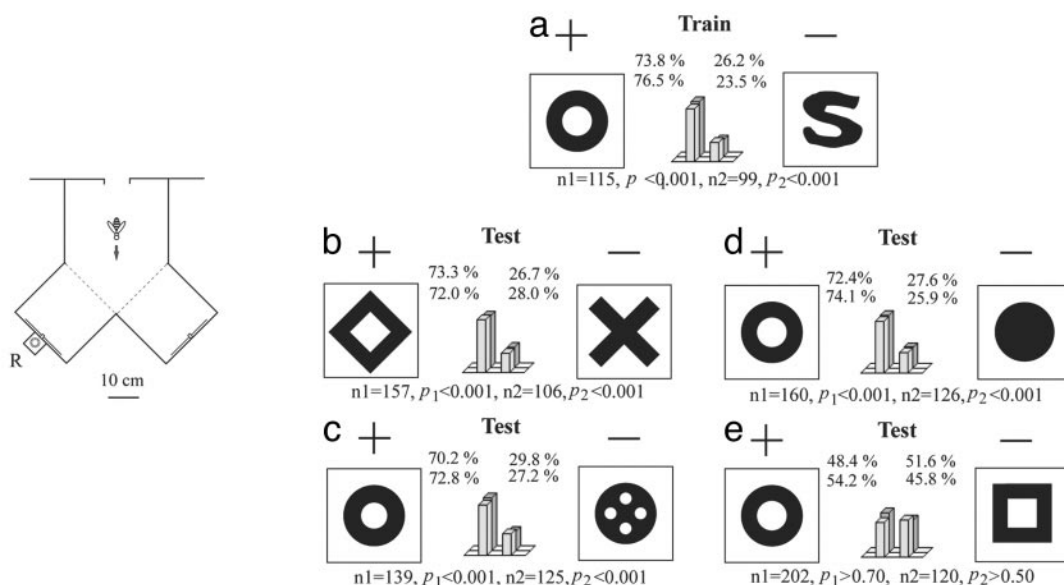 a
+ Train −
73.8 % 26.2 %
76.5 % 23.5 %
S
n1=115, p <0.001, n2=99, p2<0.001
b
+ Test −
73.3 % 26.7 %
72.0 % 28.0 %
n1=157, p1<0.001, n2=106, p2<0.001
d
+ Test −
72.4% 27.6 %
74.1 % 25.9 %
n1=160, p1<0.001, n2=126, p2<0.001
R
10 cm
c
+ Test −
70.2 % 29.8 %
72.8 % 27.2 %
n1=139, p1<0.001, n2=125, p2<0.001
e
+ Test −
48.4 % 51.6 %
54.2 % 45.8 %
n1=202, p1>0.70, n2=120, p2>0.50